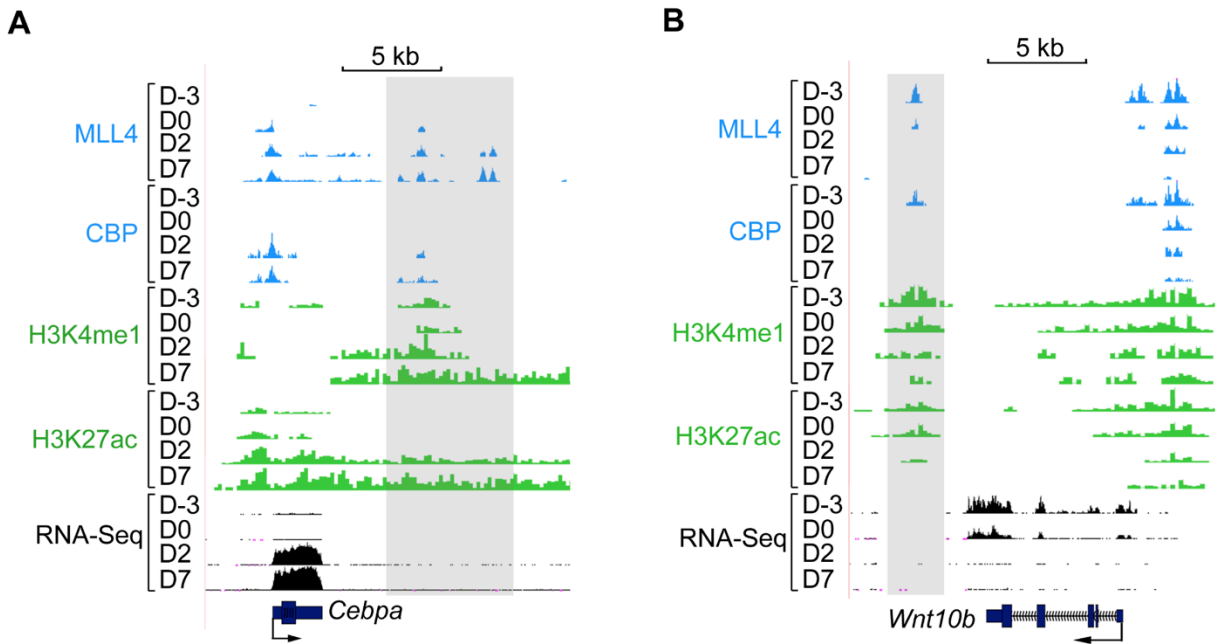 A
5 kb
MLL4
D-3
D0
D2
D7
CBP
D-3
D0
D2
D7
H3K4me1
D-3
D0
D2
D7
H3K27ac
D-3
D0
D2
D7
RNA-Seq
D-3
D0
D2
D7
Cebpa
B
5 kb
MLL4
D-3
D0
D2
D7
CBP
D-3
D0
D2
D7
H3K4me1
D-3
D0
D2
D7
H3K27ac
D-3
D0
D2
D7
RNA-Seq
D-3
D0
D2
D7
Wnt10b